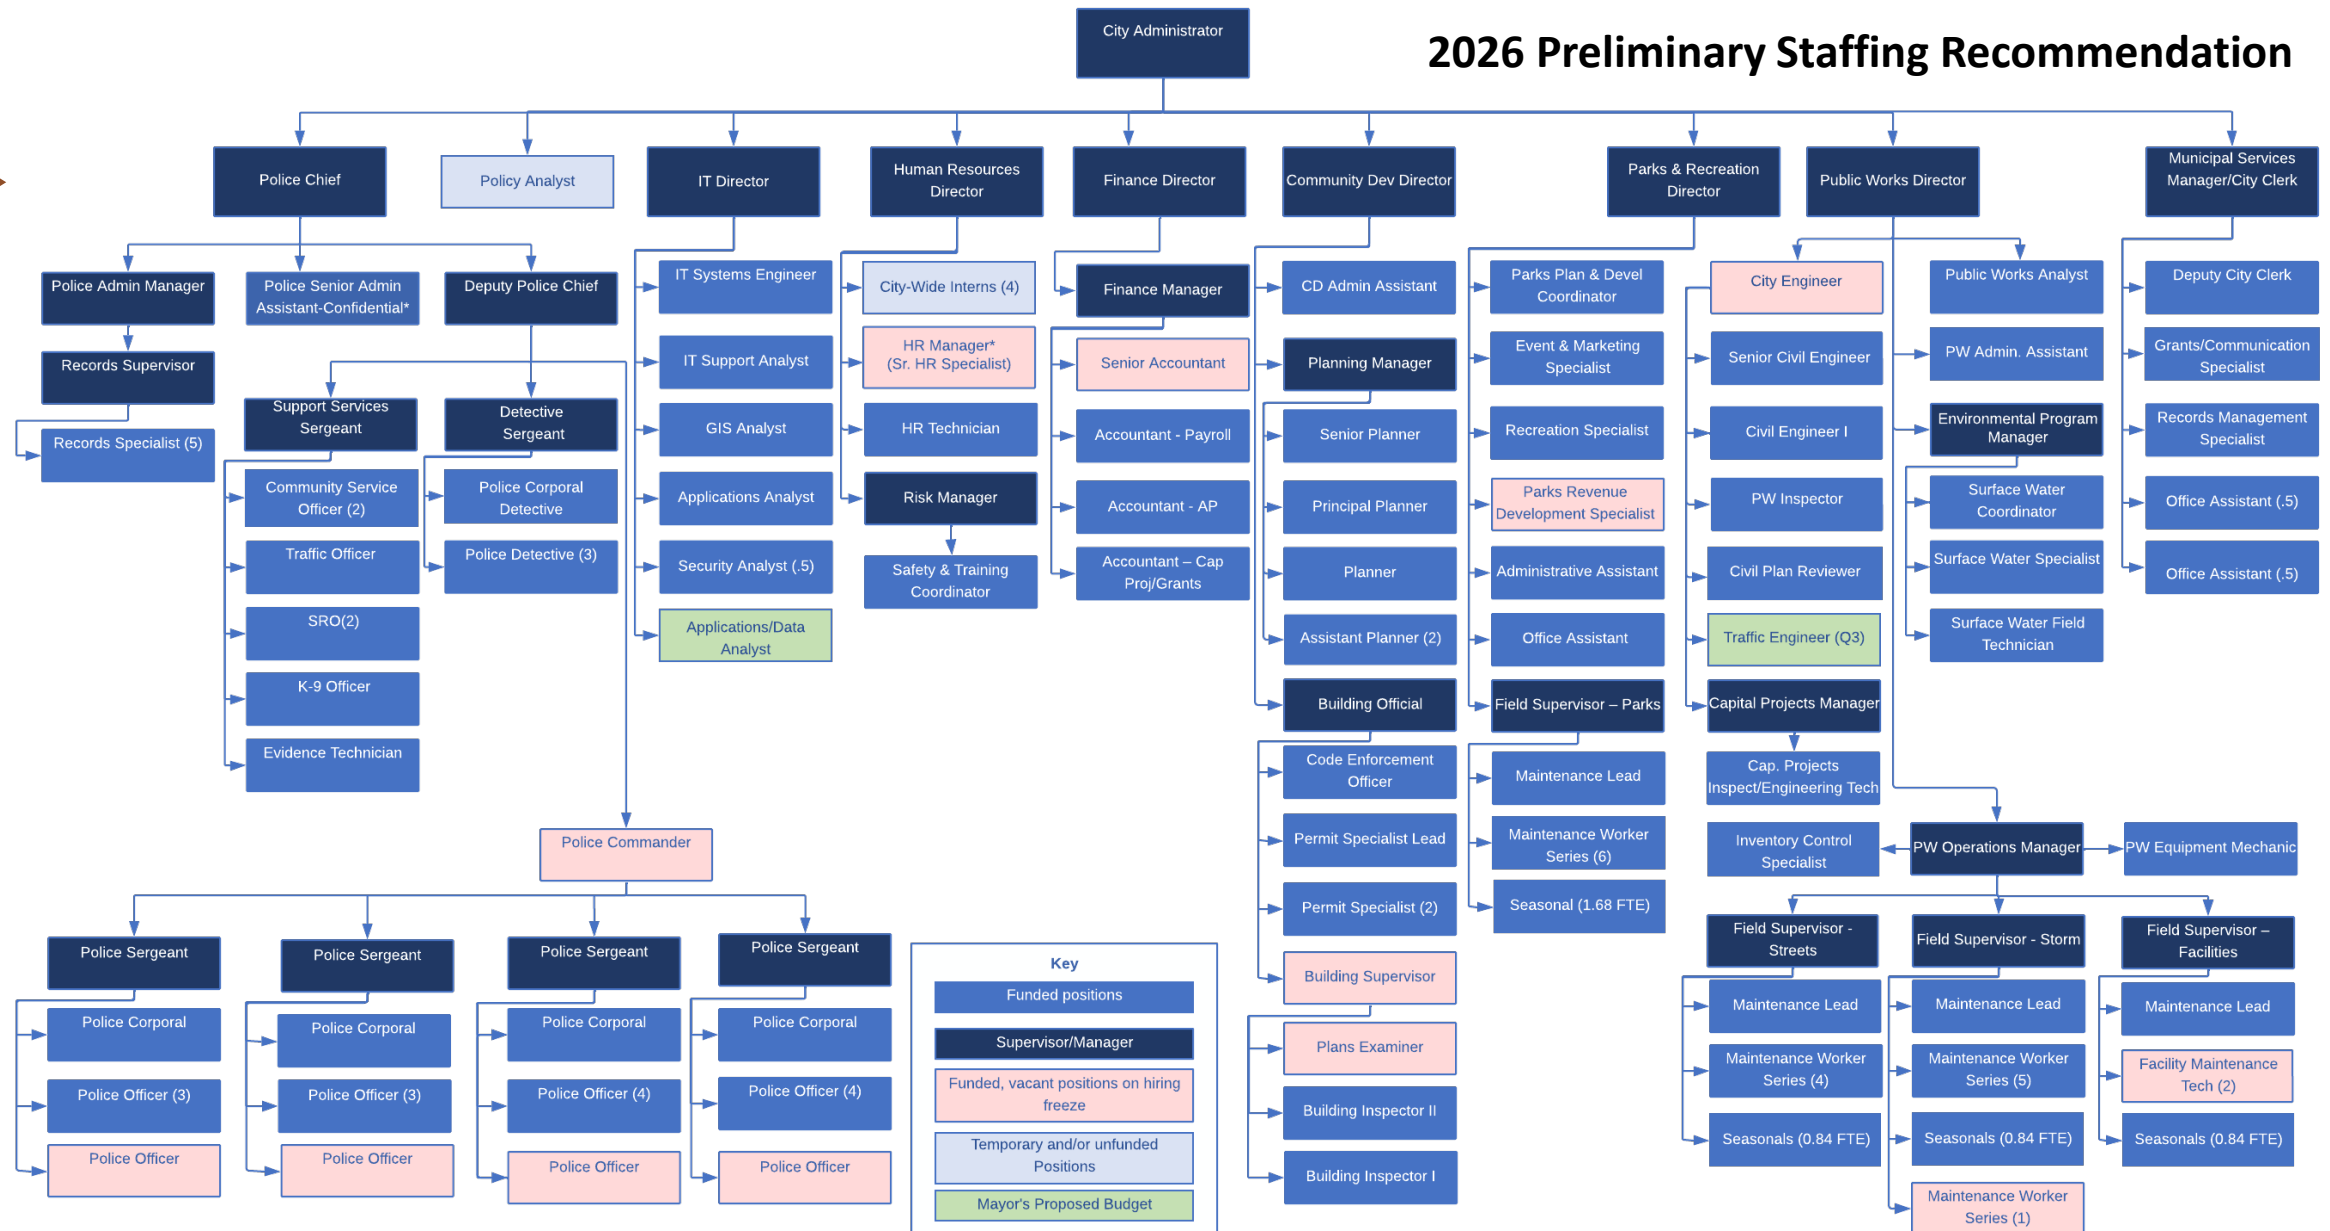 City Administrator
2026 Preliminary Staffing Recommendation
Police Chief
Policy Analyst
IT Director
Human Resources
Director
Finance Director
Community Dev Director
Parks & Recreation
Director
Public Works Director
Municipal Services
Manager/City Clerk
Police Admin Manager
Police Senior Admin
Assistant-Confidential*
Deputy Police Chief
Records Supervisor
Records Specialist (5)
Support Services
Sergeant
Detective
Sergeant
Community Service
Officer (2)
Traffic Officer
SRO(2)
K-9 Officer
Evidence Technician
Police Corporal
Detective
Police Detective (3)
IT Systems Engineer
IT Support Analyst
GIS Analyst
Applications Analyst
Security Analyst (.5)
Applications/Data
Analyst
City-Wide Interns (4)
HR Manager*
(Sr. HR Specialist)
HR Technician
Risk Manager
Safety & Training
Coordinator
Finance Manager
Senior Accountant
Accountant - Payroll
Accountant - AP
Accountant – Cap
Proj/Grants
CD Admin Assistant
Planning Manager
Senior Planner
Principal Planner
Planner
Assistant Planner (2)
Building Official
Code Enforcement
Officer
Permit Specialist Lead
Permit Specialist (2)
Building Supervisor
Plans Examiner
Building Inspector II
Building Inspector I
Parks Plan & Devel
Coordinator
Event & Marketing
Specialist
Recreation Specialist
Parks Revenue
Development Specialist
Administrative Assistant
Office Assistant
Field Supervisor – Parks
Maintenance Lead
Maintenance Worker
Series (6)
Seasonal (1.68 FTE)
City Engineer
Senior Civil Engineer
Civil Engineer I
PW Inspector
Civil Plan Reviewer
Traffic Engineer (Q3)
Capital Projects Manager
Cap. Projects
Inspect/Engineering Tech
Public Works Analyst
PW Admin. Assistant
Environmental Program
Manager
Surface Water
Coordinator
Surface Water Specialist
Surface Water Field
Technician
Deputy City Clerk
Grants/Communication
Specialist
Records Management
Specialist
Office Assistant (.5)
Office Assistant (.5)
Inventory Control
Specialist
PW Operations Manager
PW Equipment Mechanic
Field Supervisor -
Streets
Maintenance Lead
Maintenance Worker
Series (4)
Seasonals (0.84 FTE)
Field Supervisor - Storm
Maintenance Lead
Maintenance Worker
Series (5)
Seasonals (0.84 FTE)
Maintenance Worker
Series (1)
Field Supervisor –
Facilities
Maintenance Lead
Facility Maintenance
Tech (2)
Seasonals (0.84 FTE)
Police Commander
Police Sergeant
Police Corporal
Police Officer (3)
Police Officer
Police Sergeant
Police Corporal
Police Officer (3)
Police Officer
Police Sergeant
Police Corporal
Police Officer (4)
Police Officer
Police Sergeant
Police Corporal
Police Officer (4)
Police Officer
Key
Funded positions
Supervisor/Manager
Funded, vacant positions on hiring
freeze
Temporary and/or unfunded
Positions
Mayor's Proposed Budget